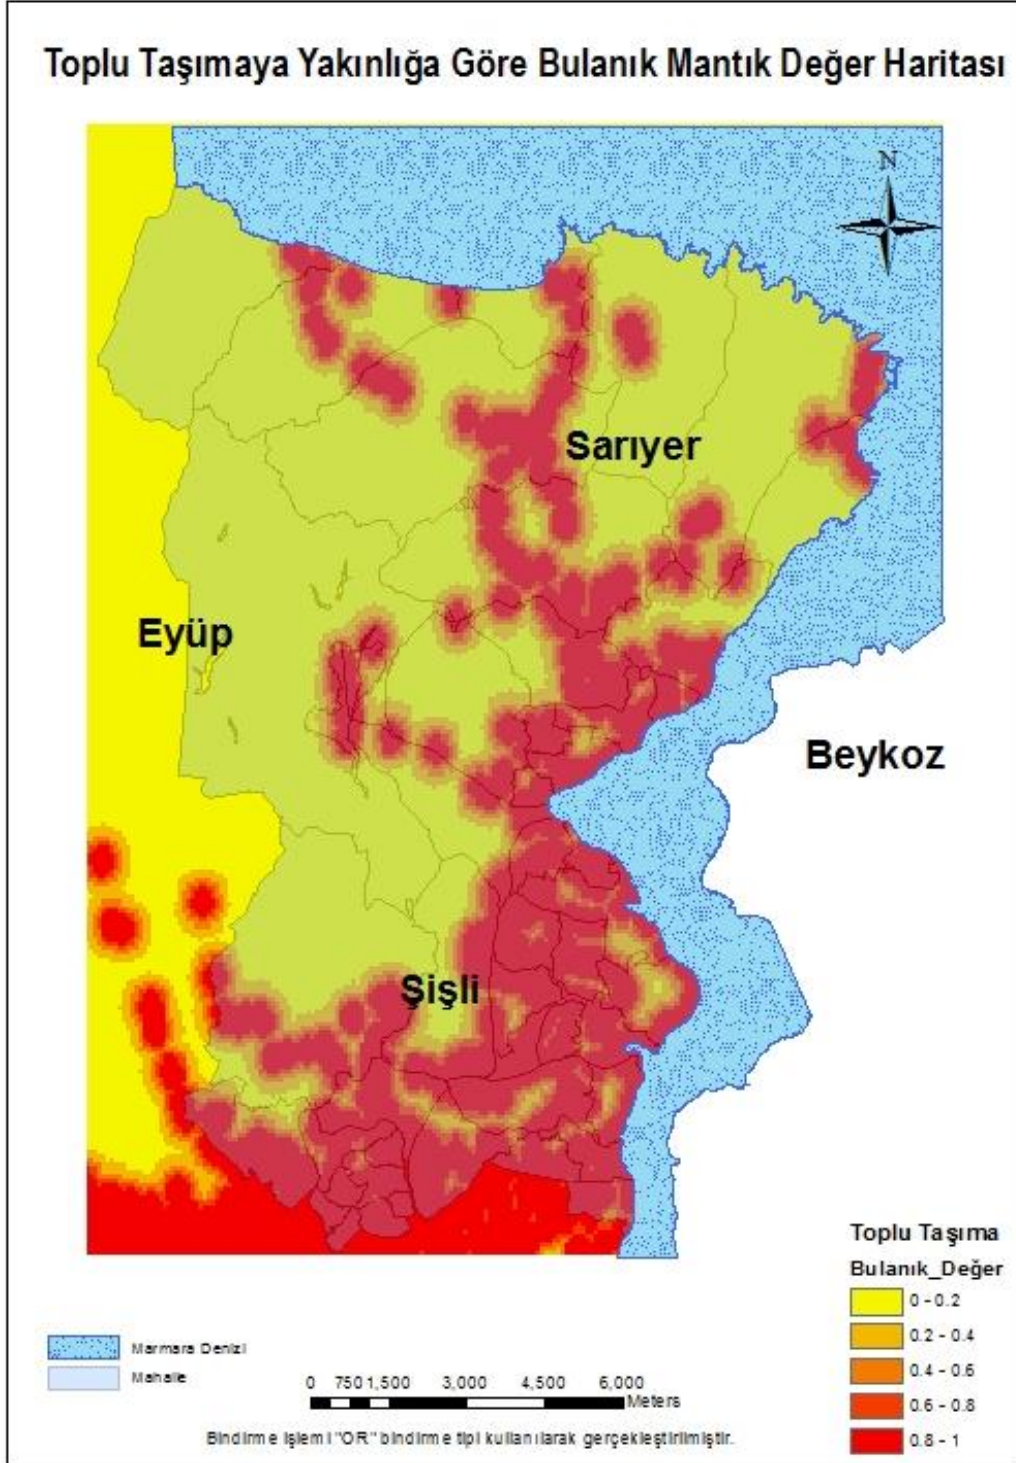 Toplu Taşımaya Yakınlığa Göre Bulanık Mantık Değer Haritası
N
Sarıyer
Eyüp
Beykoz
Şişli
Toplu Taşıma
Bulanık_Değer
0 - 0.2
0.2 - 0.4
0.4 - 0.6
0.6 - 0.8
0.8 - 1
Marmara Denizi
Mahalle
0 750 1,500 3,000 4,500 6,000
Meters
Bindirme işlemi "OR" bindirme tipi kullanılarak gerçekleştirilmiştir.